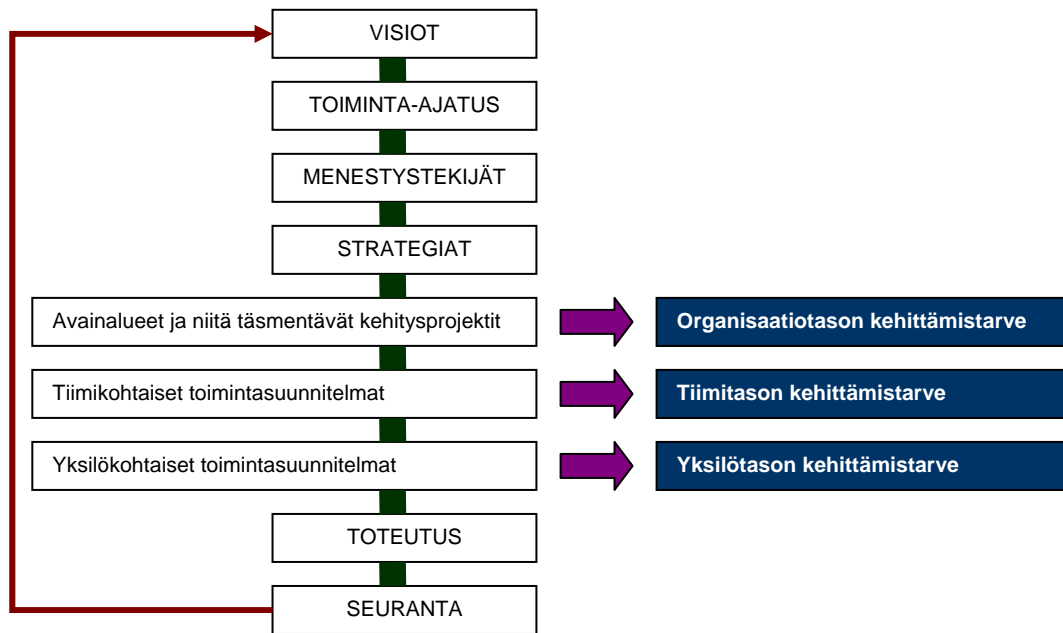 VISIOT
TOIMINTA-AJATUS
MENESTYSTEKIJÄT
STRATEGIAT
Avainalueet ja niitä täsmentävät kehitysprojektit
Organisaatiotason kehittämistarve
Tiimikohtaiset toimintasuunnitelmat
Tiimitason kehittämistarve
Yksilökohtaiset toimintasuunnitelmat
Yksilötason kehittämistarve
TOTEUTUS
SEURANTA